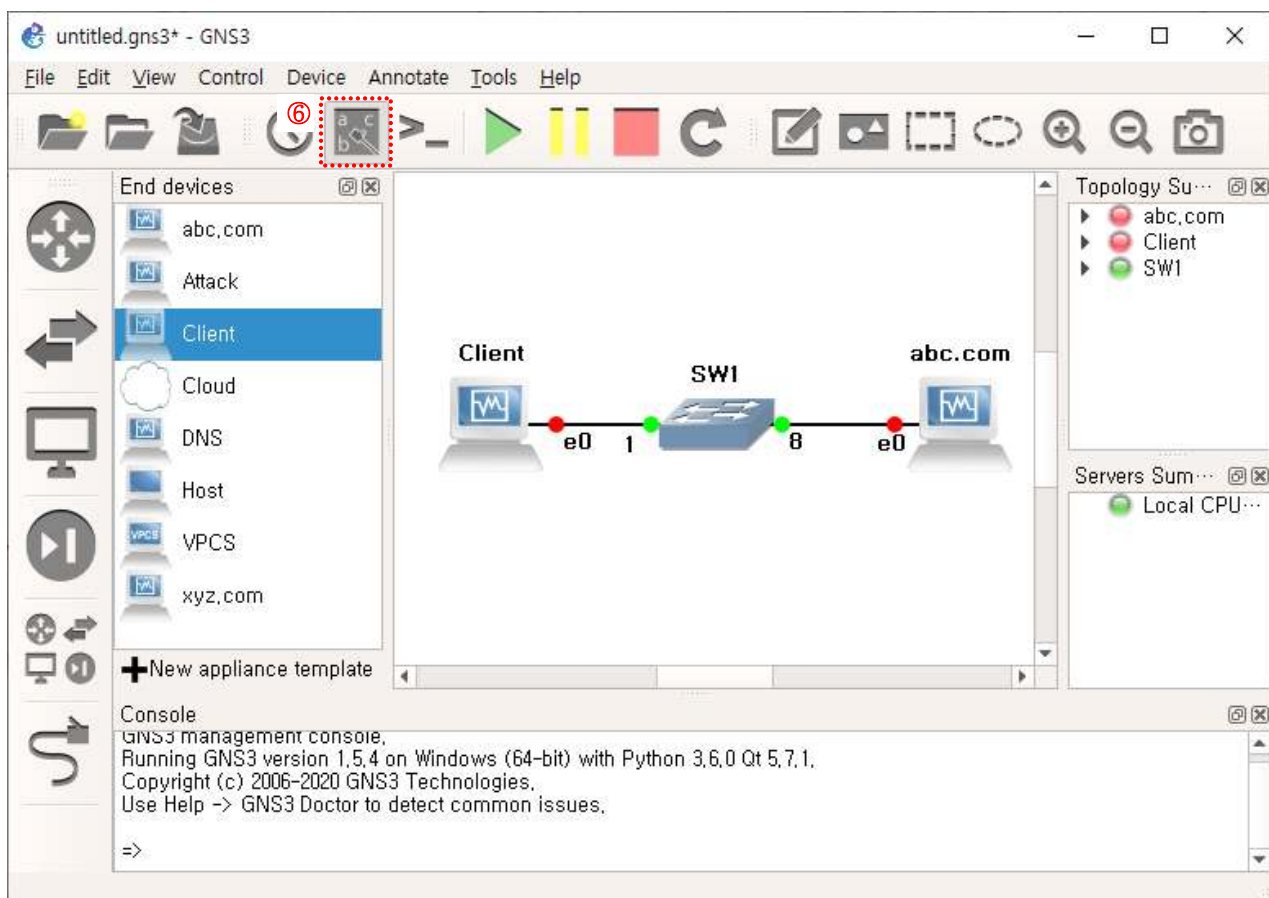 untitled.gns3* - GNS3
File Edit View Control Device Annotate Tools Help
⑥
a c
b
End devices
abc,com
Attack
Client
Cloud
DNS
Host
VPCS
VPCS
xyz,com
New appliance template
Client
SW1
abc.com
e0
1
8
e0
Topology Su···
abc,com
Client
SW1
Servers Sum···
Local CPU···
Console
GNS3 management console,
Running GNS3 version 1,5,4 on Windows (64-bit) with Python 3,6,0 Qt 5,7,1,
Copyright (c) 2006-2020 GNS3 Technologies,
Use Help -> GNS3 Doctor to detect common issues,
=>